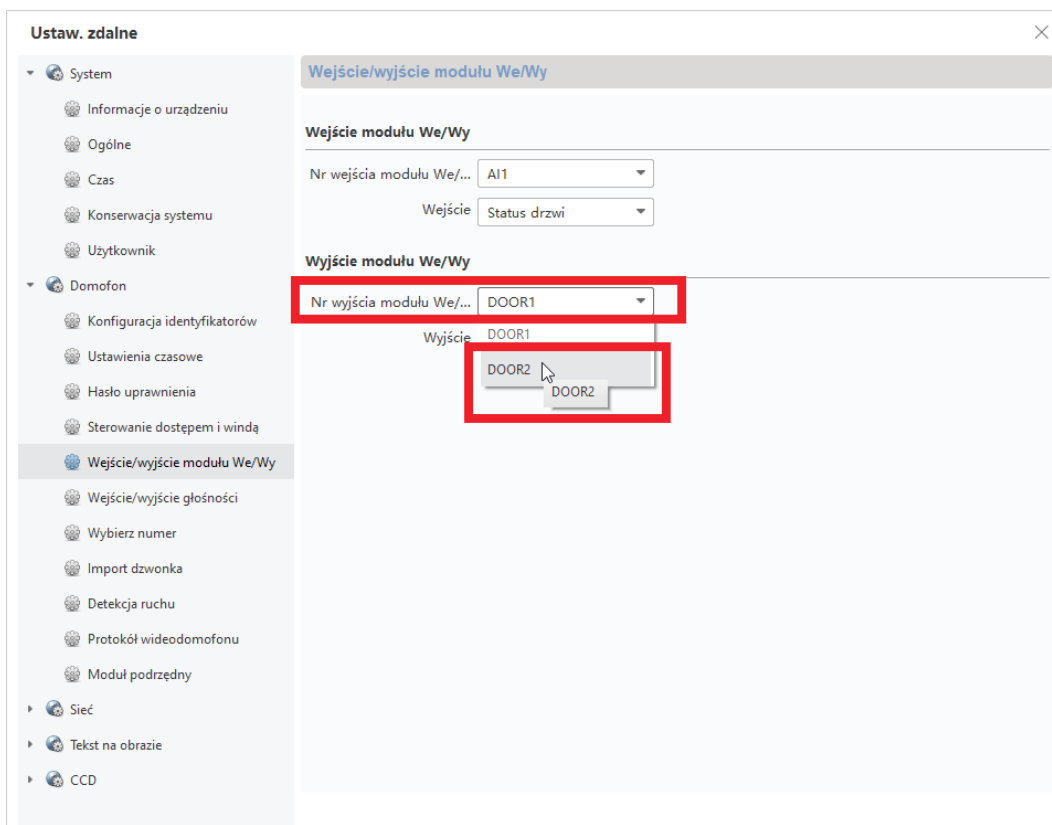 Ustaw. zdalne
System
Informacje o urządzeniu
Ogólne
Czas
Konserwacja systemu
Użytkownik
Domofon
Konfiguracja identyfikatorów
Ustawienia czasowe
Hasło uprawnienia
Sterowanie dostępem i windą
Wejście/wyjście modułu We/Wy
Wejście/wyjście głośności
Wybierz numer
Import dzwonka
Detekcja ruchu
Protokół wideodomofonu
Moduł podrzędny
Sieć
Tekst na obrazie
CCD
Wejście/wyjście modułu We/Wy
Wejście modułu We/Wy
Nr wejścia modułu We/... AI1
Wejście Status drzwi
Wyjście modułu We/Wy
Nr wyjścia modułu We/... DOOR1
Wyjście DOOR1
DOOR2
DOOR2